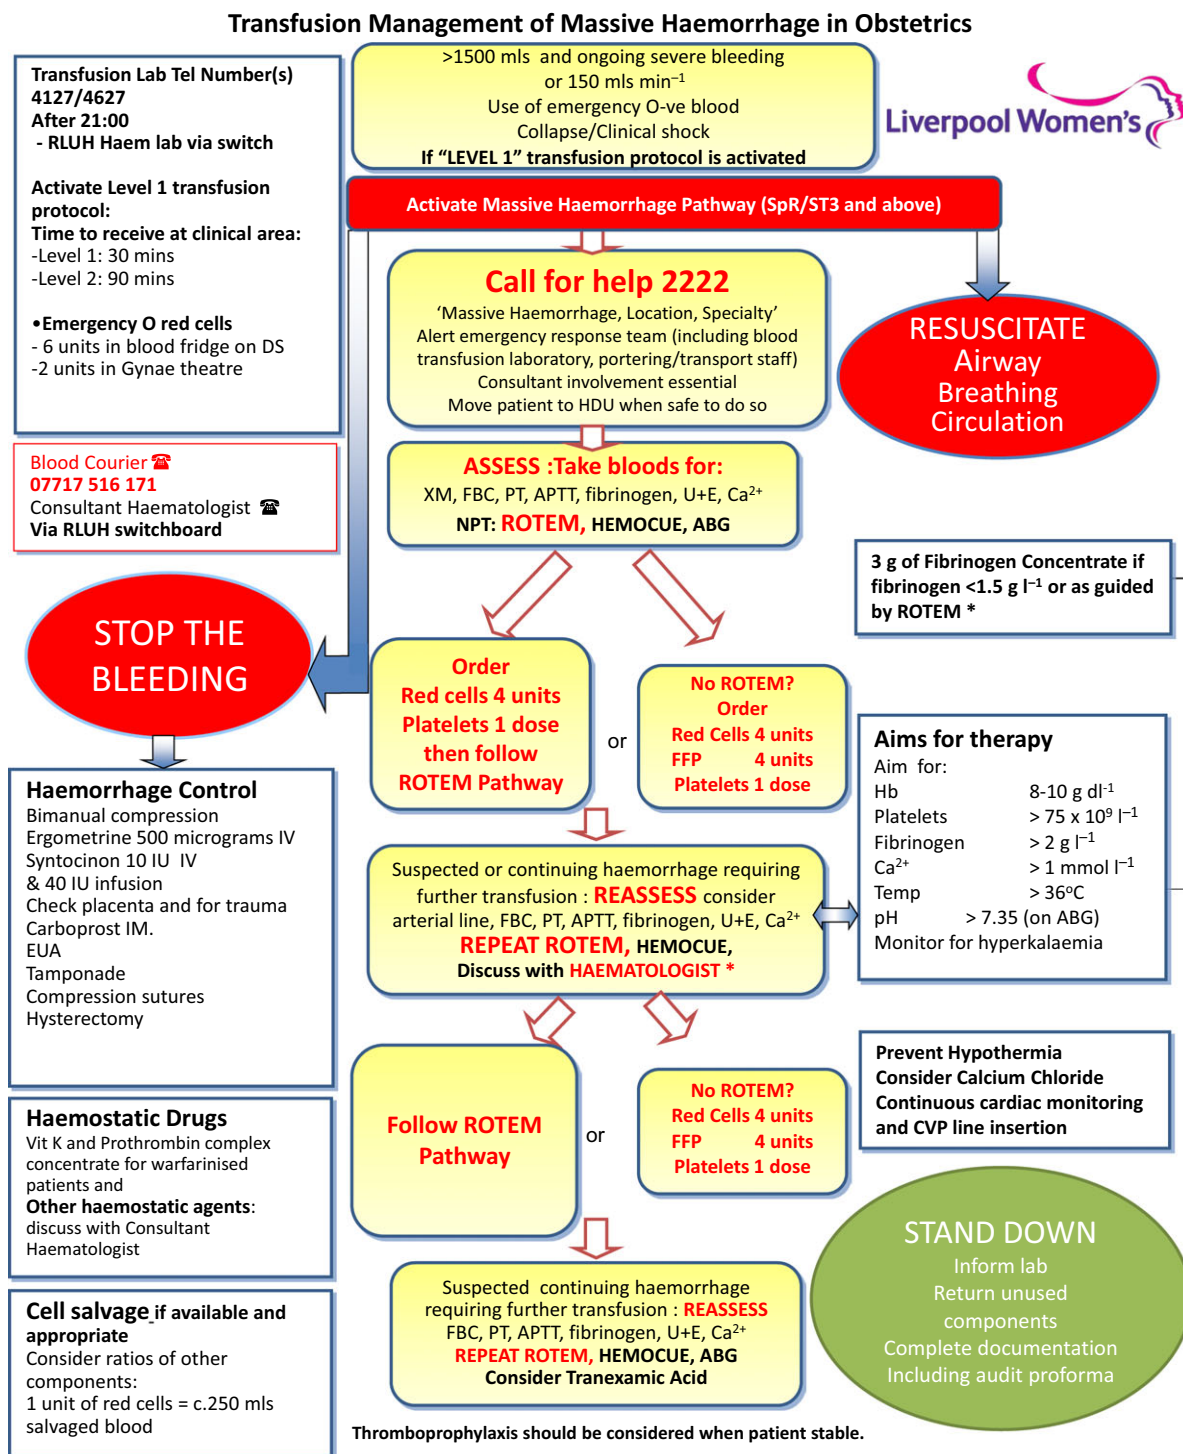 Transfusion Management of Massive Haemorrhage in Obstetrics
Transfusion Lab Tel Number(s)
4127/4627
After 21:00
- RLUH Haem lab via switch
Activate Level 1 transfusion
protocol:
Time to receive at clinical area:
-Level 1: 30 mins
-Level 2: 90 mins
•Emergency O red cells
- 6 units in blood fridge on DS
-2 units in Gynae theatre
>1500 mls and ongoing severe bleeding
or 150 mls min⁻¹
Use of emergency O-ve blood
Collapse/Clinical shock
If “LEVEL 1” transfusion protocol is activated
Liverpool Women's
Activate Massive Haemorrhage Pathway (SpR/ST3 and above)
Call for help 2222
‘Massive Haemorrhage, Location, Specialty’
Alert emergency response team (including blood
transfusion laboratory, portering/transport staff)
Consultant involvement essential
Move patient to HDU when safe to do so
RESUSCITATE
Airway
Breathing
Circulation
Blood Courier ☎
07717 516 171
Consultant Haematologist ☎
Via RLUH switchboard
ASSESS :Take bloods for:
XM, FBC, PT, APTT, fibrinogen, U+E, Ca²⁺
NPT: ROTEM, HEMOCUE, ABG
3 g of Fibrinogen Concentrate if
fibrinogen <1.5 g l⁻¹ or as guided
by ROTEM *
STOP THE
BLEEDING
Order
Red cells 4 units
Platelets 1 dose
then follow
ROTEM Pathway
or
No ROTEM?
Order
Red Cells 4 units
FFP 4 units
Platelets 1 dose
Aims for therapy
Aim for:
Hb 8-10 g dl⁻¹
Platelets > 75 x 10⁹ l⁻¹
Fibrinogen > 2 g l⁻¹
Ca²⁺ > 1 mmol l⁻¹
Temp > 36ºC
pH > 7.35 (on ABG)
Monitor for hyperkalaemia
Haemorrhage Control
Bimanual compression
Ergometrine 500 micrograms IV
Syntocinon 10 IU IV
& 40 IU infusion
Check placenta and for trauma
Carboprost IM.
EUA
Tamponade
Compression sutures
Hysterectomy
Suspected or continuing haemorrhage requiring
further transfusion : REASSESS consider
arterial line, FBC, PT, APTT, fibrinogen, U+E, Ca²⁺
REPEAT ROTEM, HEMOCUE,
Discuss with HAEMATOLOGIST *
Follow ROTEM
Pathway
or
No ROTEM?
Red Cells 4 units
FFP 4 units
Platelets 1 dose
Prevent Hypothermia
Consider Calcium Chloride
Continuous cardiac monitoring
and CVP line insertion
Haemostatic Drugs
Vit K and Prothrombin complex
concentrate for warfarinised
patients and
Other haemostatic agents:
discuss with Consultant
Haematologist
STAND DOWN
Inform lab
Return unused
components
Complete documentation
Including audit proforma
Cell salvage if available and
appropriate
Consider ratios of other
components:
1 unit of red cells = c.250 mls
salvaged blood
Suspected continuing haemorrhage
requiring further transfusion : REASSESS
FBC, PT, APTT, fibrinogen, U+E, Ca²⁺
REPEAT ROTEM, HEMOCUE, ABG
Consider Tranexamic Acid
Thromboprophylaxis should be considered when patient stable.